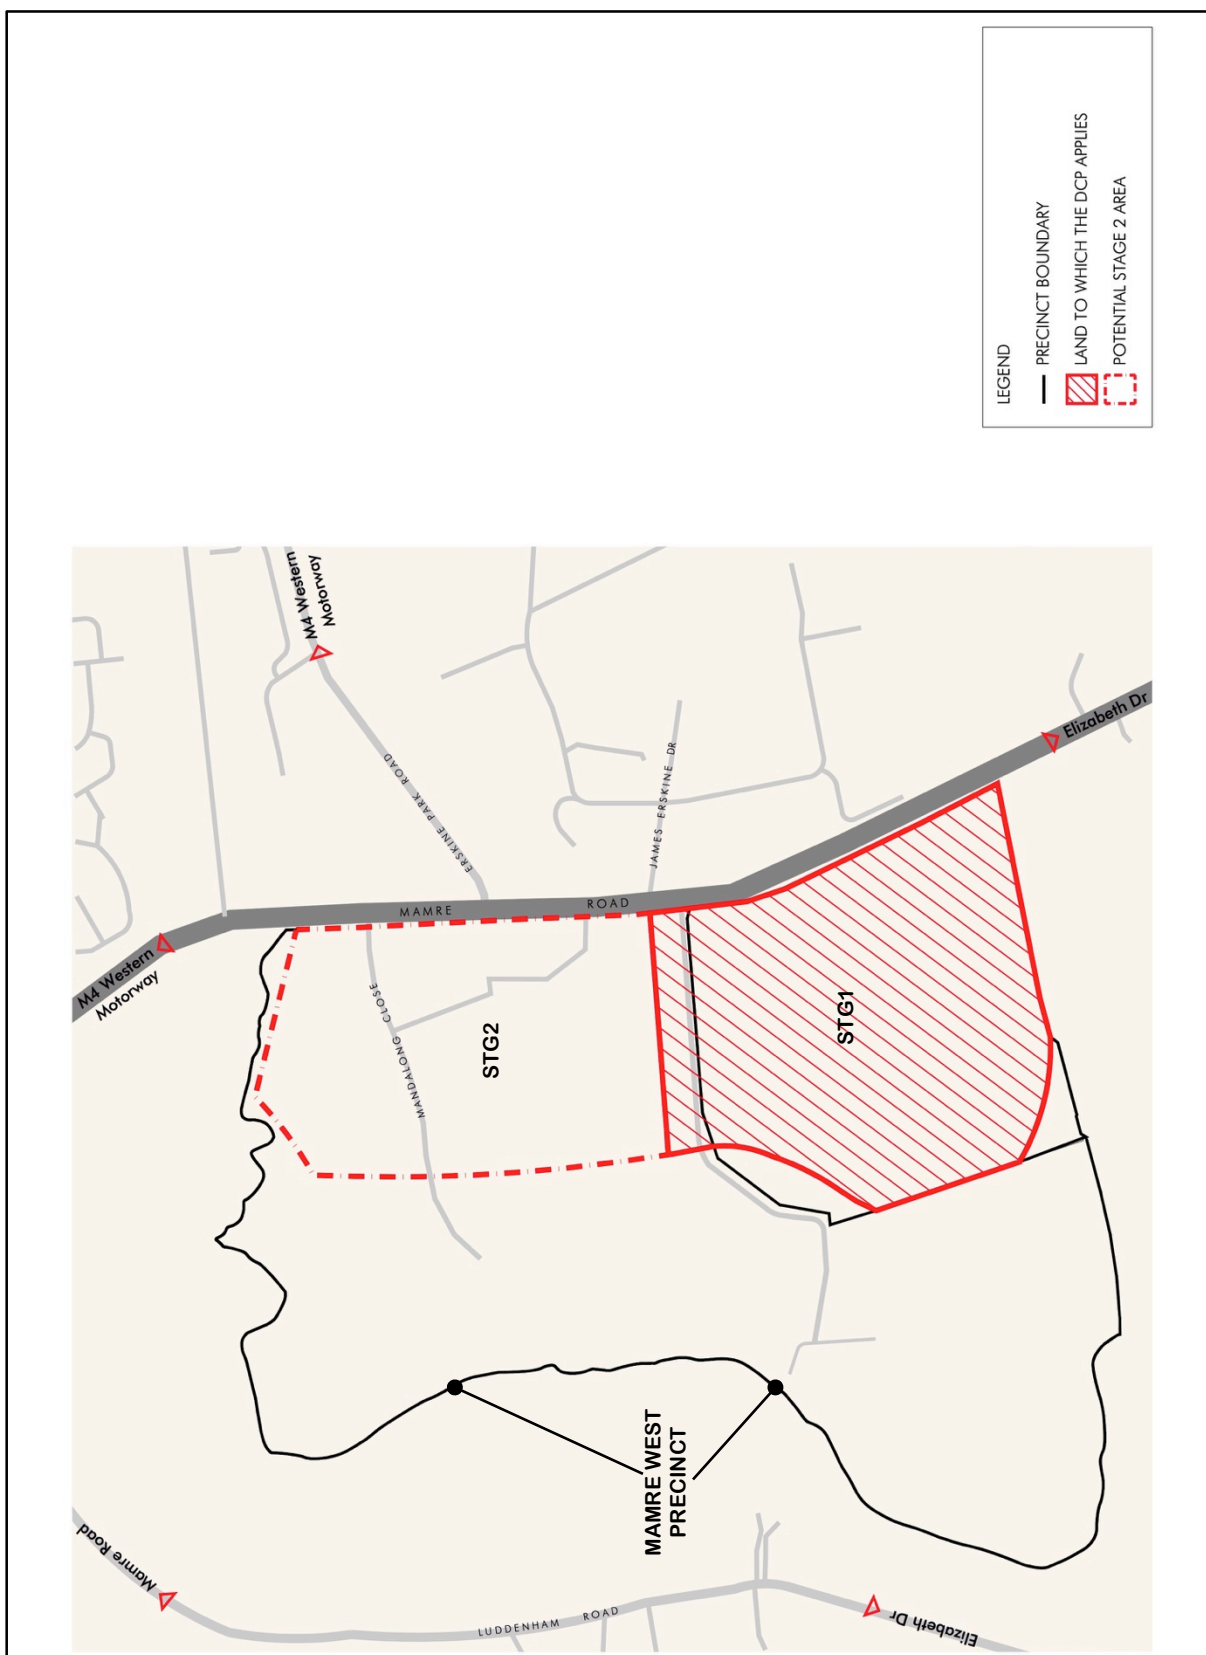 LEGEND
PRECINCT BOUNDARY
LAND TO WHICH THE DCP APPLIES
POTENTIAL STAGE 2 AREA
M4 Western
Motorway
M4 Western
Motorway
ERSKINE PARK ROAD
JAMES ERSKINE DR
Elizabeth Dr
MAMRE ROAD
MANDALONG CLOSE
STG2
STG1
MAMRE WEST
PRECINCT
Mamre Road
LUDDENHAM ROAD
Elizabeth Dr